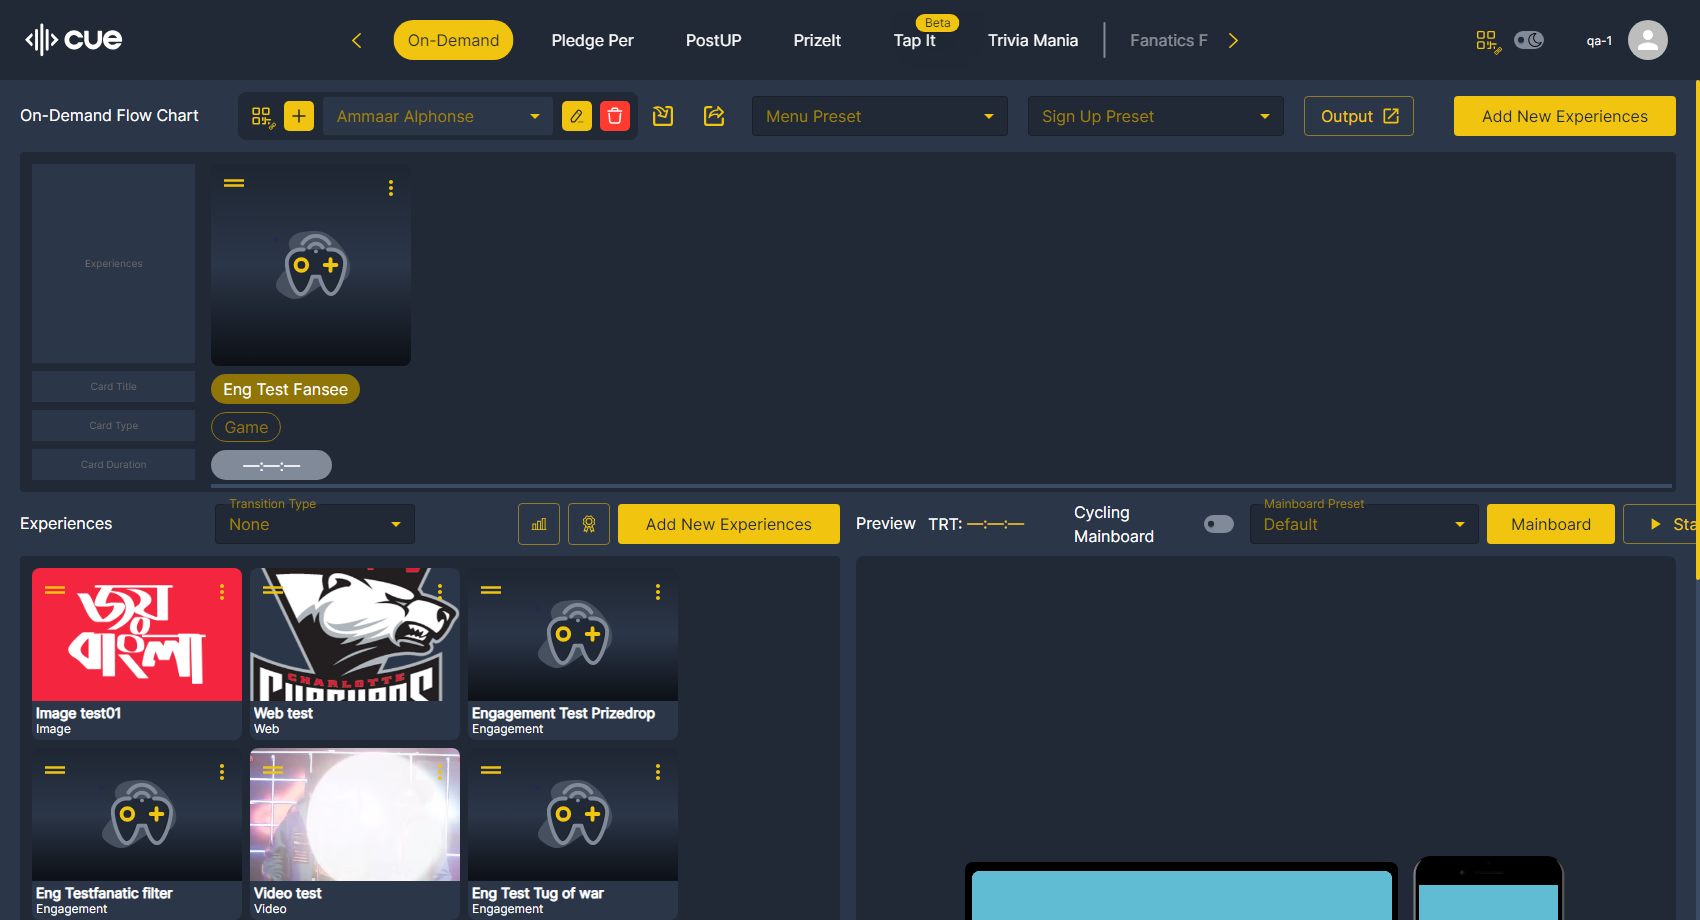 cue
On-Demand
Pledge Per
PostUP
PrizeIt
Tap It
Beta
Trivia Mania
Fanatics F
qa-1
On-Demand Flow Chart
Ammaar Alphonse
Menu Preset
Sign Up Preset
Output
Add New Experiences
Experiences
Card Title
Eng Test Fansee
Card Type
Game
Card Duration
—:—:—
Experiences
Transition Type
None
Add New Experiences
Preview
TRT: —:—:—
Cycling
Mainboard
Mainboard Preset
Default
Mainboard
Sta
জয়
বাংলা
CHARLOTTE
Image test01
Image
Web test
Web
Engagement Test Prizedrop
Engagement
Eng Testfanatic filter
Engagement
Video test
Video
Eng Test Tug of war
Engagement